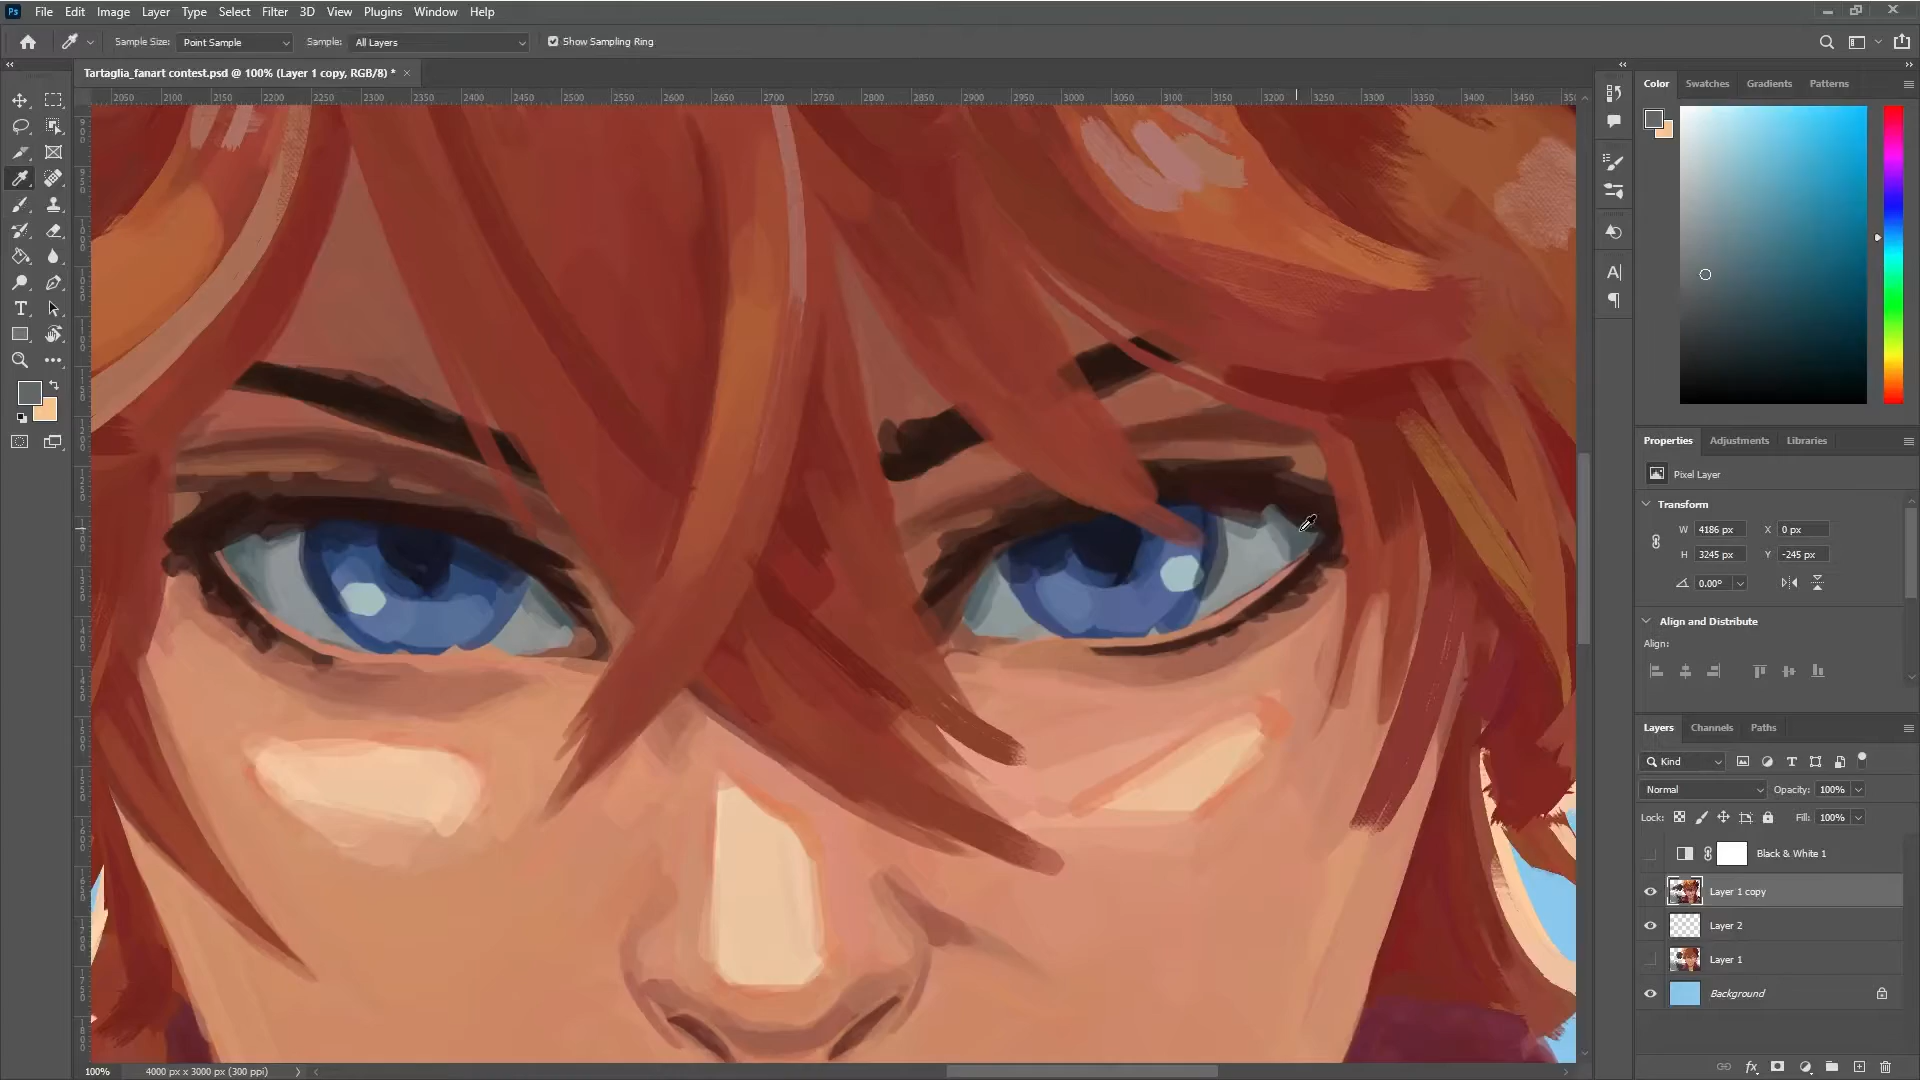 Ps File Edit Image Layer Type Select Filter 3D View Plugins Window Help
Sample Size: Point Sample Sample: All Layers Show Sampling Ring
Tartaglia_fanart contest.psd @ 100% (Layer 1 copy, RGB/8) * ×
2050 2100 2150 2200 2250 2300 2350 2400 2450 2500 2550 2600 2650 2700 2750 2800 2850 2900 2950 3000 3050 3100 3150 3200 3250 3300 3350 3400 3450
Color Swatches Gradients Patterns
Properties Adjustments Libraries
Pixel Layer
Transform
W 4186 px X 0 px
H 3245 px Y -245 px
0.00°
Align and Distribute
Align:
Layers Channels Paths
Kind
Normal Opacity: 100%
Lock: Fill: 100%
Black & White 1
Layer 1 copy
Layer 2
Layer 1
Background
100% 4000 px x 3000 px (300 ppi)